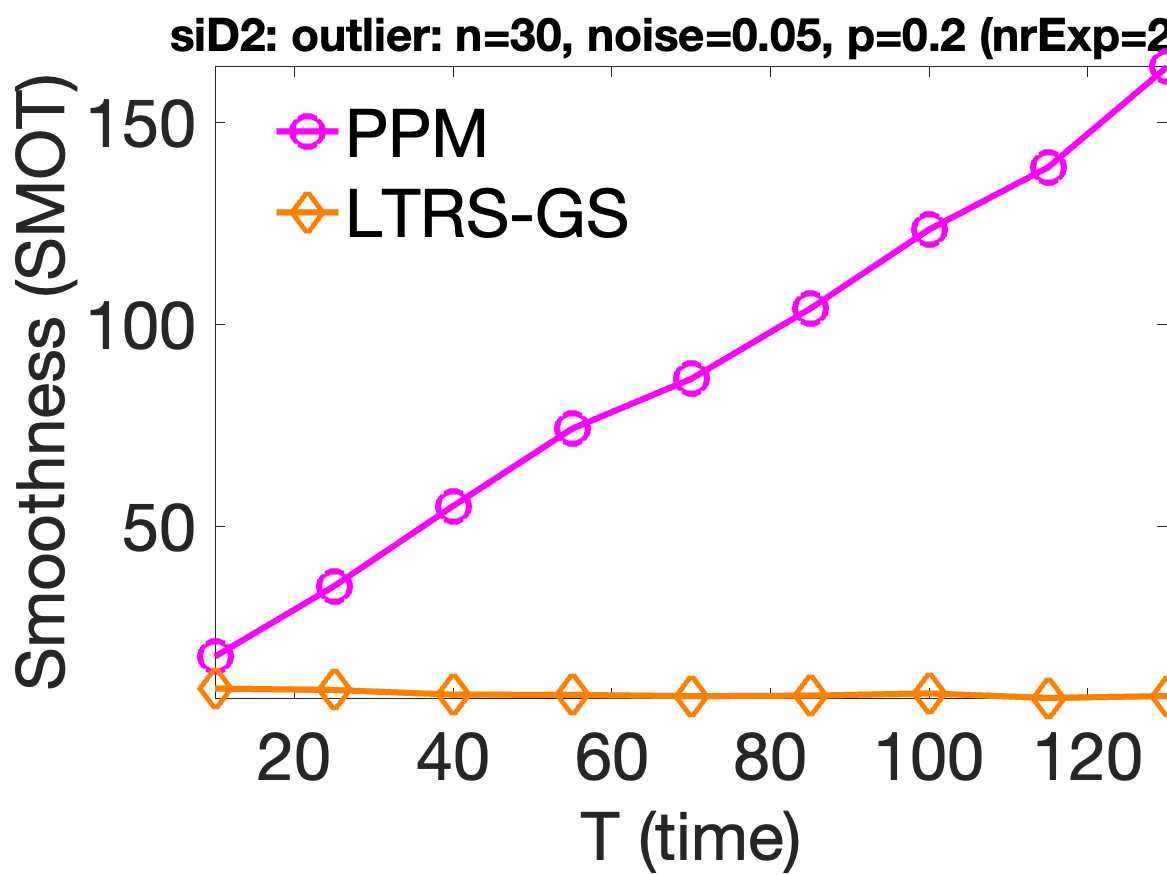 siD2: outlier: n=30, noise=0.05, p=0.2 (nrExp=2
PPM
LTRS-GS
Smoothness (SMOT)
150
100
50
20 40 60 80 100 120
T (time)